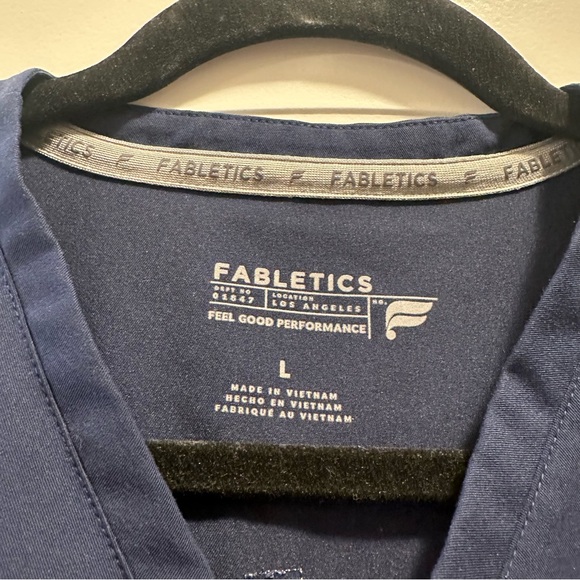 FABLETICS FABLETICS FABLETICS FABLETICS
FABLETICS
DEPT NO LOCATION NO.
01847 LOS ANGELES
FEEL GOOD PERFORMANCE
L
MADE IN VIETNAM
HECHO EN VIETNAM
FABRIQUÉ AU VIETNAM